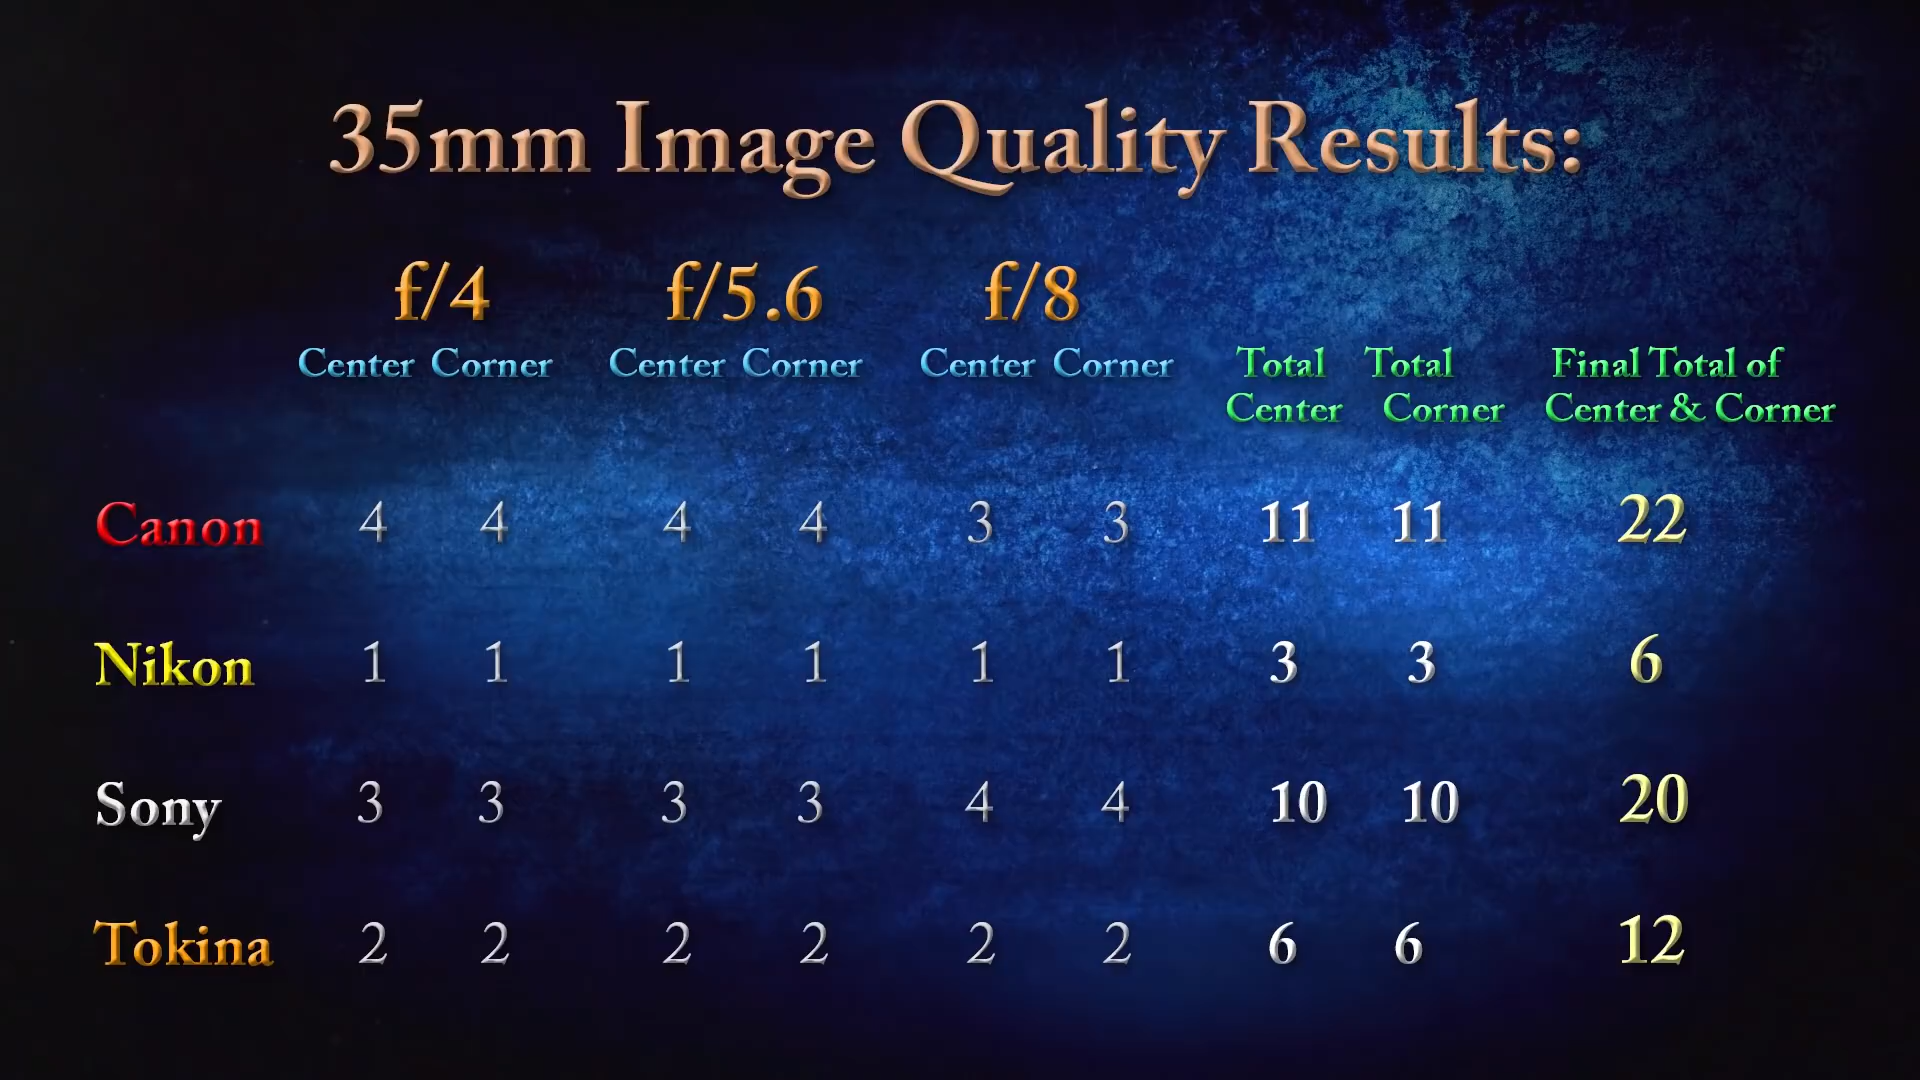 35mm Image Quality Results:
f/4 f/5.6 f/8
Center Corner Center Corner Center Corner Total Total Final Total of
Center Corner Center & Corner
Canon 4 4 4 4 3 3 11 11 22
Nikon 1 1 1 1 1 1 3 3 6
Sony 3 3 3 3 4 4 10 10 20
Tokina 2 2 2 2 2 2 6 6 12